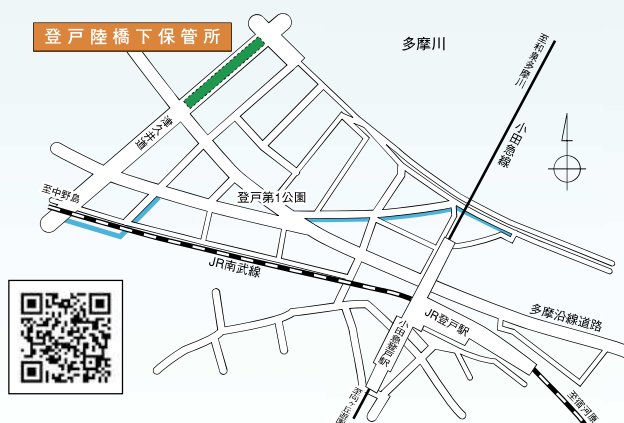 登戸陸橋下保管所
多摩川
至和泉多摩川
小田急線
津久井道
至中野島
登戸第1公園
JR南武線
多摩沿線道路
JR登戸駅
小田急登戸駅
至向ヶ丘遊園
至宿河原